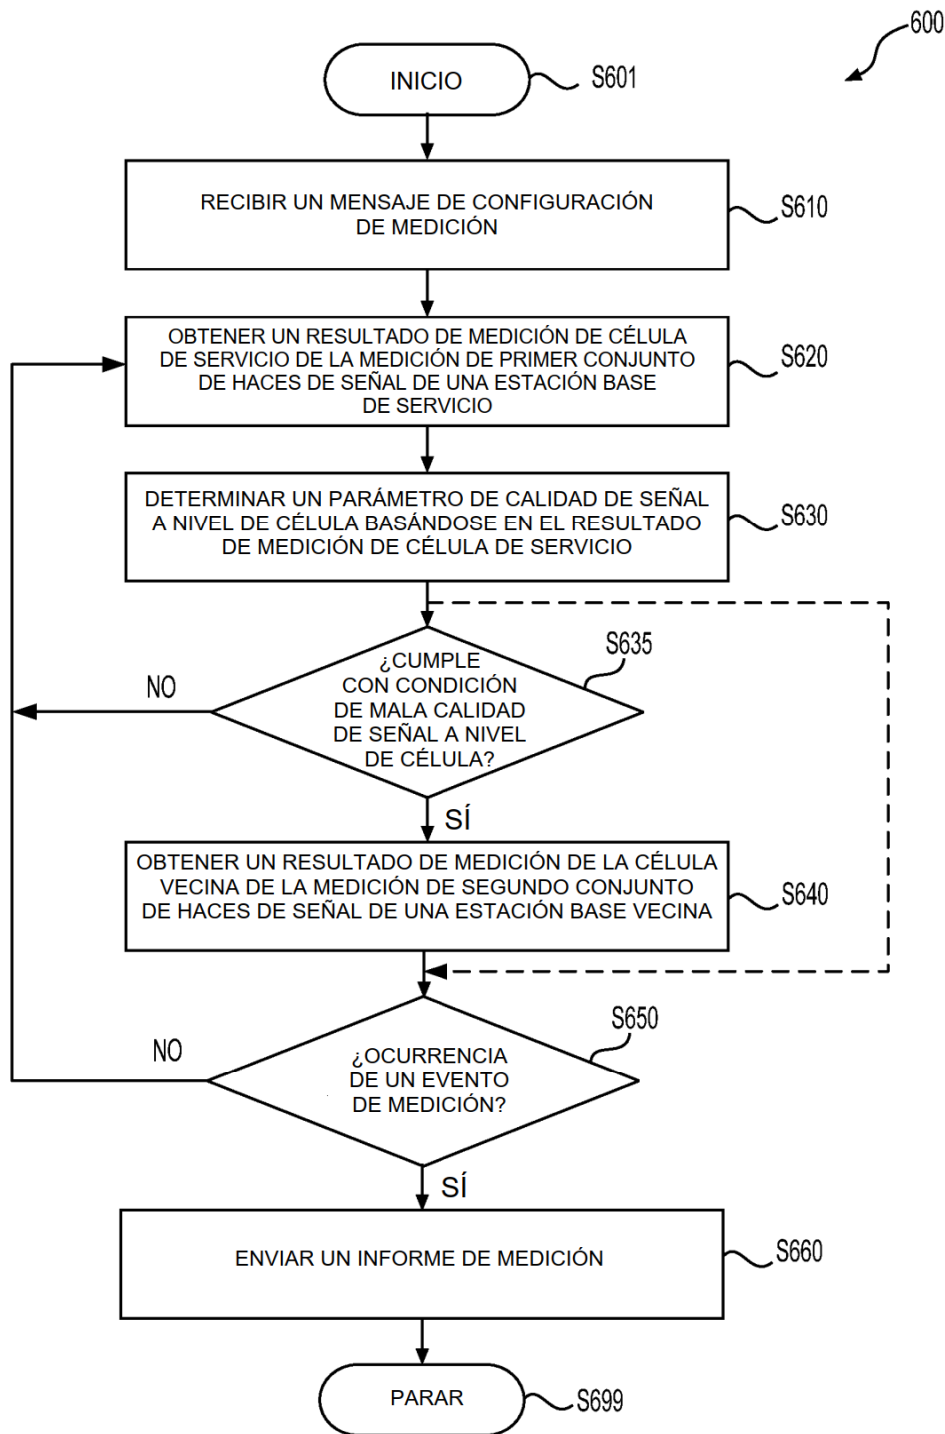 600
INICIO
S601
RECIBIR UN MENSAJE DE CONFIGURACIÓN
DE MEDICIÓN
S610
OBTENER UN RESULTADO DE MEDICIÓN DE CÉLULA
DE SERVICIO DE LA MEDICIÓN DE PRIMER CONJUNTO
DE HACES DE SEÑAL DE UNA ESTACIÓN BASE
DE SERVICIO
S620
DETERMINAR UN PARÁMETRO DE CALIDAD DE SEÑAL
A NIVEL DE CÉLULA BASÁNDOSE EN EL RESULTADO
DE MEDICIÓN DE CÉLULA DE SERVICIO
S630
¿CUMPLE
CON CONDICIÓN
DE MALA CALIDAD
DE SEÑAL A NIVEL
DE CÉLULA?
S635
NO
SÍ
OBTENER UN RESULTADO DE MEDICIÓN DE LA CÉLULA
VECINA DE LA MEDICIÓN DE SEGUNDO CONJUNTO
DE HACES DE SEÑAL DE UNA ESTACIÓN BASE VECINA
S640
¿OCURRENCIA
DE UN EVENTO
DE MEDICIÓN?
S650
NO
SÍ
ENVIAR UN INFORME DE MEDICIÓN
S660
PARAR
S699